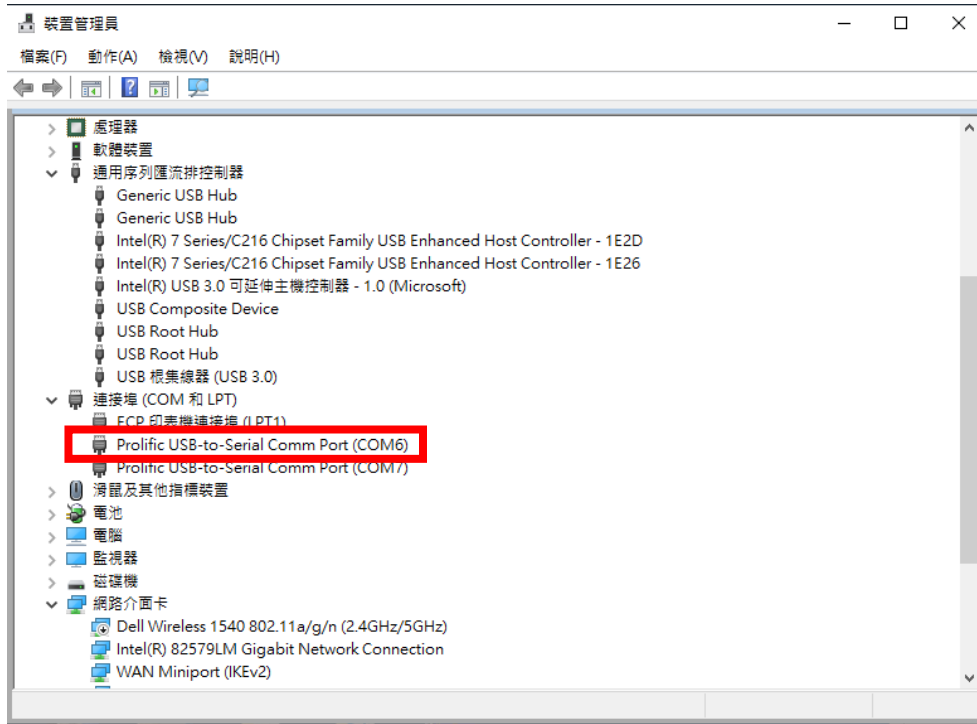 裝置管理員
檔案(F) 動作(A) 檢視(V) 說明(H)
處理器
軟體裝置
通用序列匯流排控制器
Generic USB Hub
Generic USB Hub
Intel(R) 7 Series/C216 Chipset Family USB Enhanced Host Controller - 1E2D
Intel(R) 7 Series/C216 Chipset Family USB Enhanced Host Controller - 1E26
Intel(R) USB 3.0 可延伸主機控制器 - 1.0 (Microsoft)
USB Composite Device
USB Root Hub
USB Root Hub
USB 根集線器 (USB 3.0)
連接埠 (COM 和 LPT)
ECP 印表機連接埠 (LPT1)
Prolific USB-to-Serial Comm Port (COM6)
Prolific USB-to-Serial Comm Port (COM7)
滑鼠及其他指標裝置
電池
電腦
監視器
磁碟機
網路介面卡
Dell Wireless 1540 802.11a/g/n (2.4GHz/5GHz)
Intel(R) 82579LM Gigabit Network Connection
WAN Miniport (IKEv2)